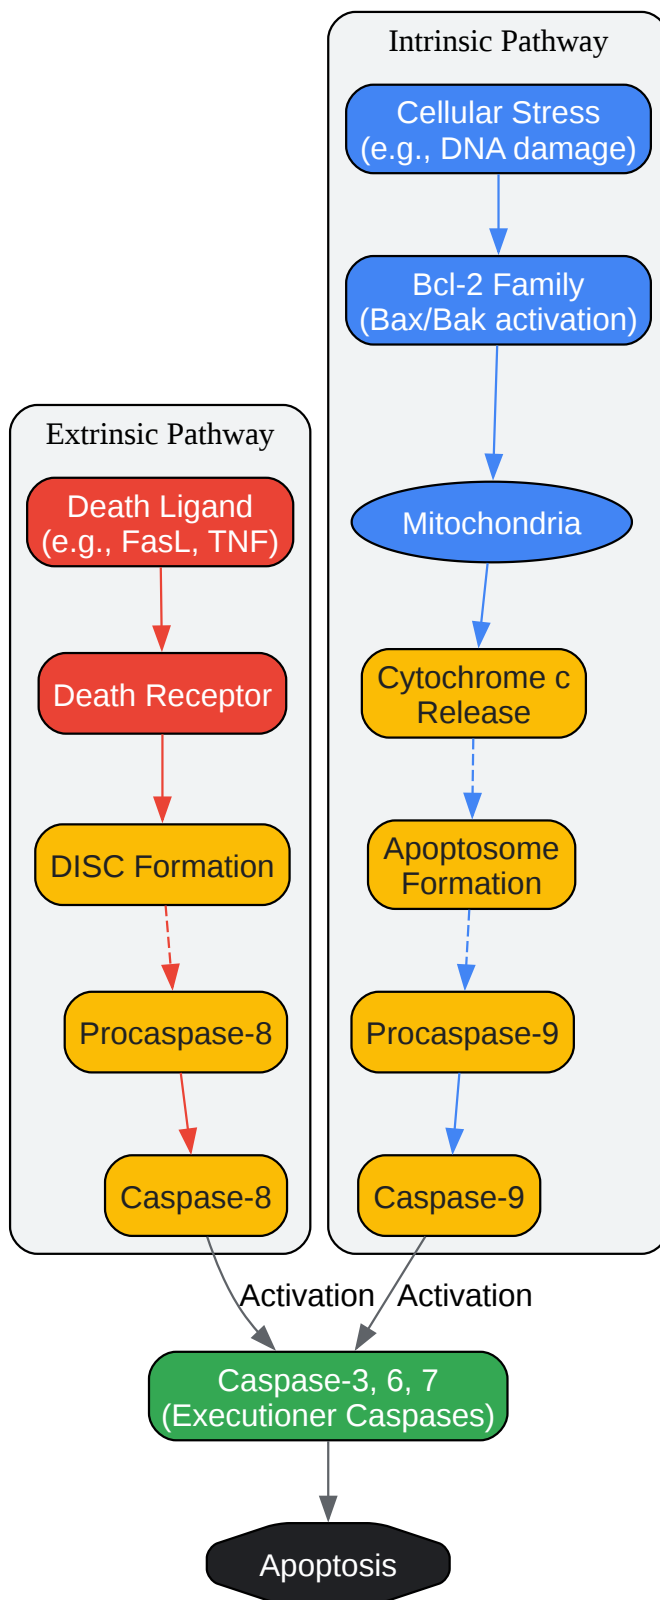 Intrinsic Pathway
Cellular Stress
(e.g., DNA damage)
Bcl-2 Family
(Bax/Bak activation)
Mitochondria
Cytochrome c
Release
Apoptosome
Formation
Procaspase-9
Caspase-9
Extrinsic Pathway
Death Ligand
(e.g., FasL, TNF)
Death Receptor
DISC Formation
Procaspase-8
Caspase-8
Activation
Activation
Caspase-3, 6, 7
(Executioner Caspases)
Apoptosis